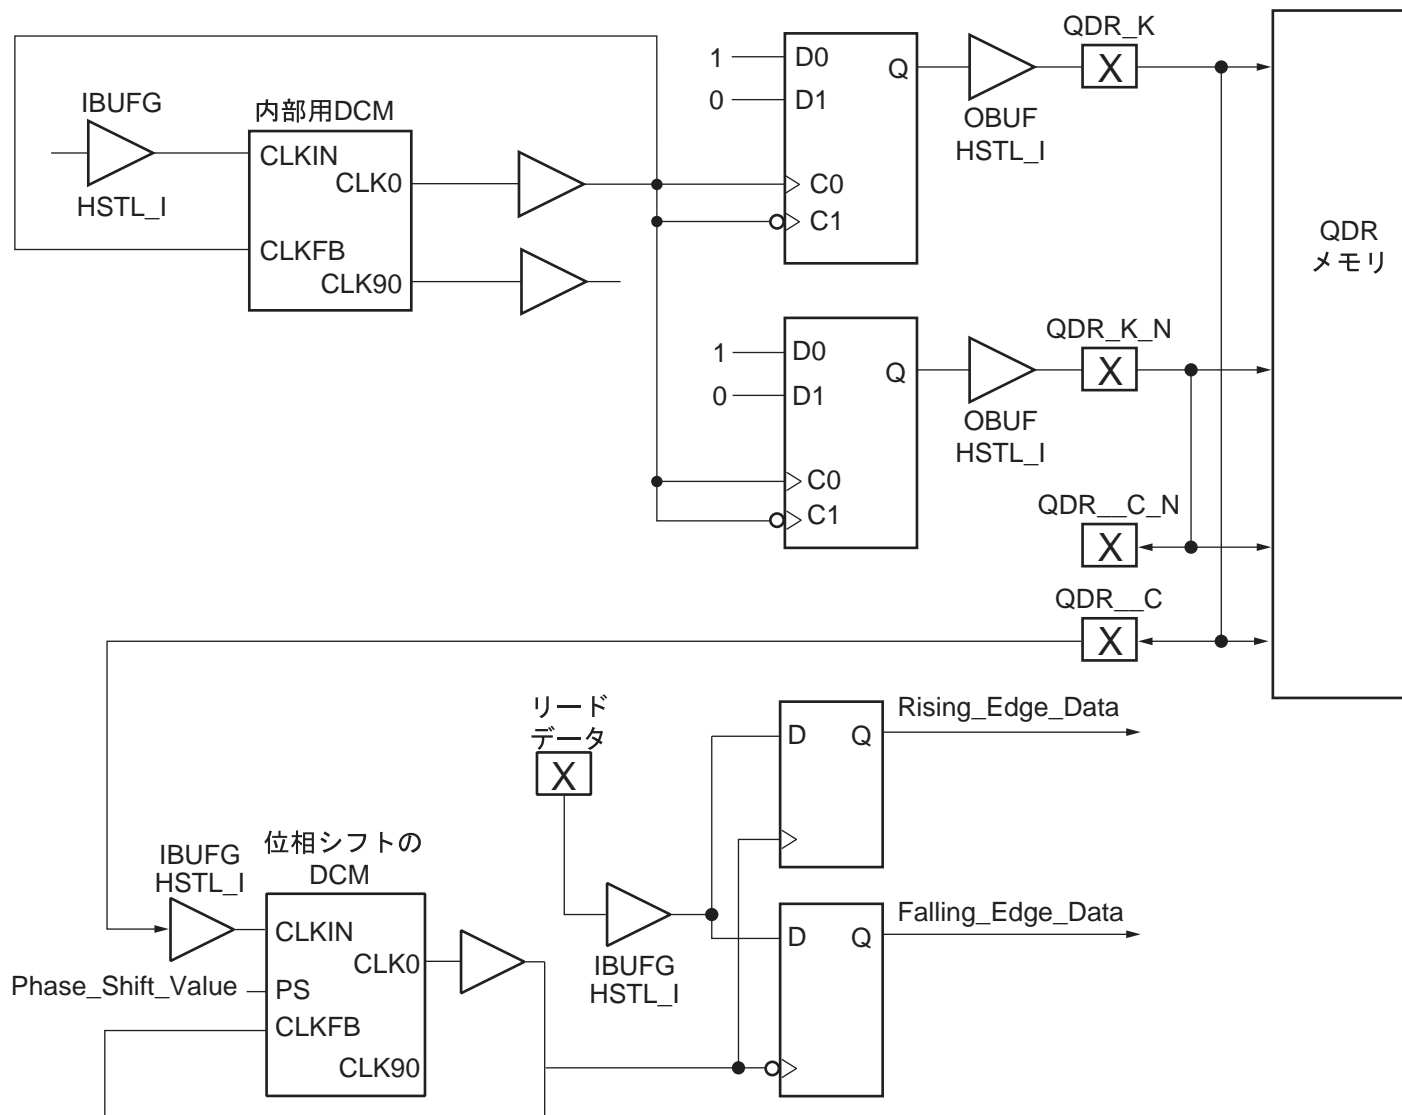 QDR_K
X
1
D0
Q
0
D1
OBUF
HSTL_I
C0
C1
IBUFG
HSTL_I
内部用DCM
CLKIN
CLK0
CLKFB
CLK90
QDR
メモリ
QDR_K_N
X
1
D0
Q
0
D1
OBUF
HSTL_I
C0
C1
QDR__C_N
X
QDR__C
X
リード
データ
X
D
Q
Rising_Edge_Data
位相シフトの
DCM
IBUFG
HSTL_I
CLKIN
CLK0
Phase_Shift_Value
PS
CLKFB
CLK90
IBUFG
HSTL_I
D
Q
Falling_Edge_Data